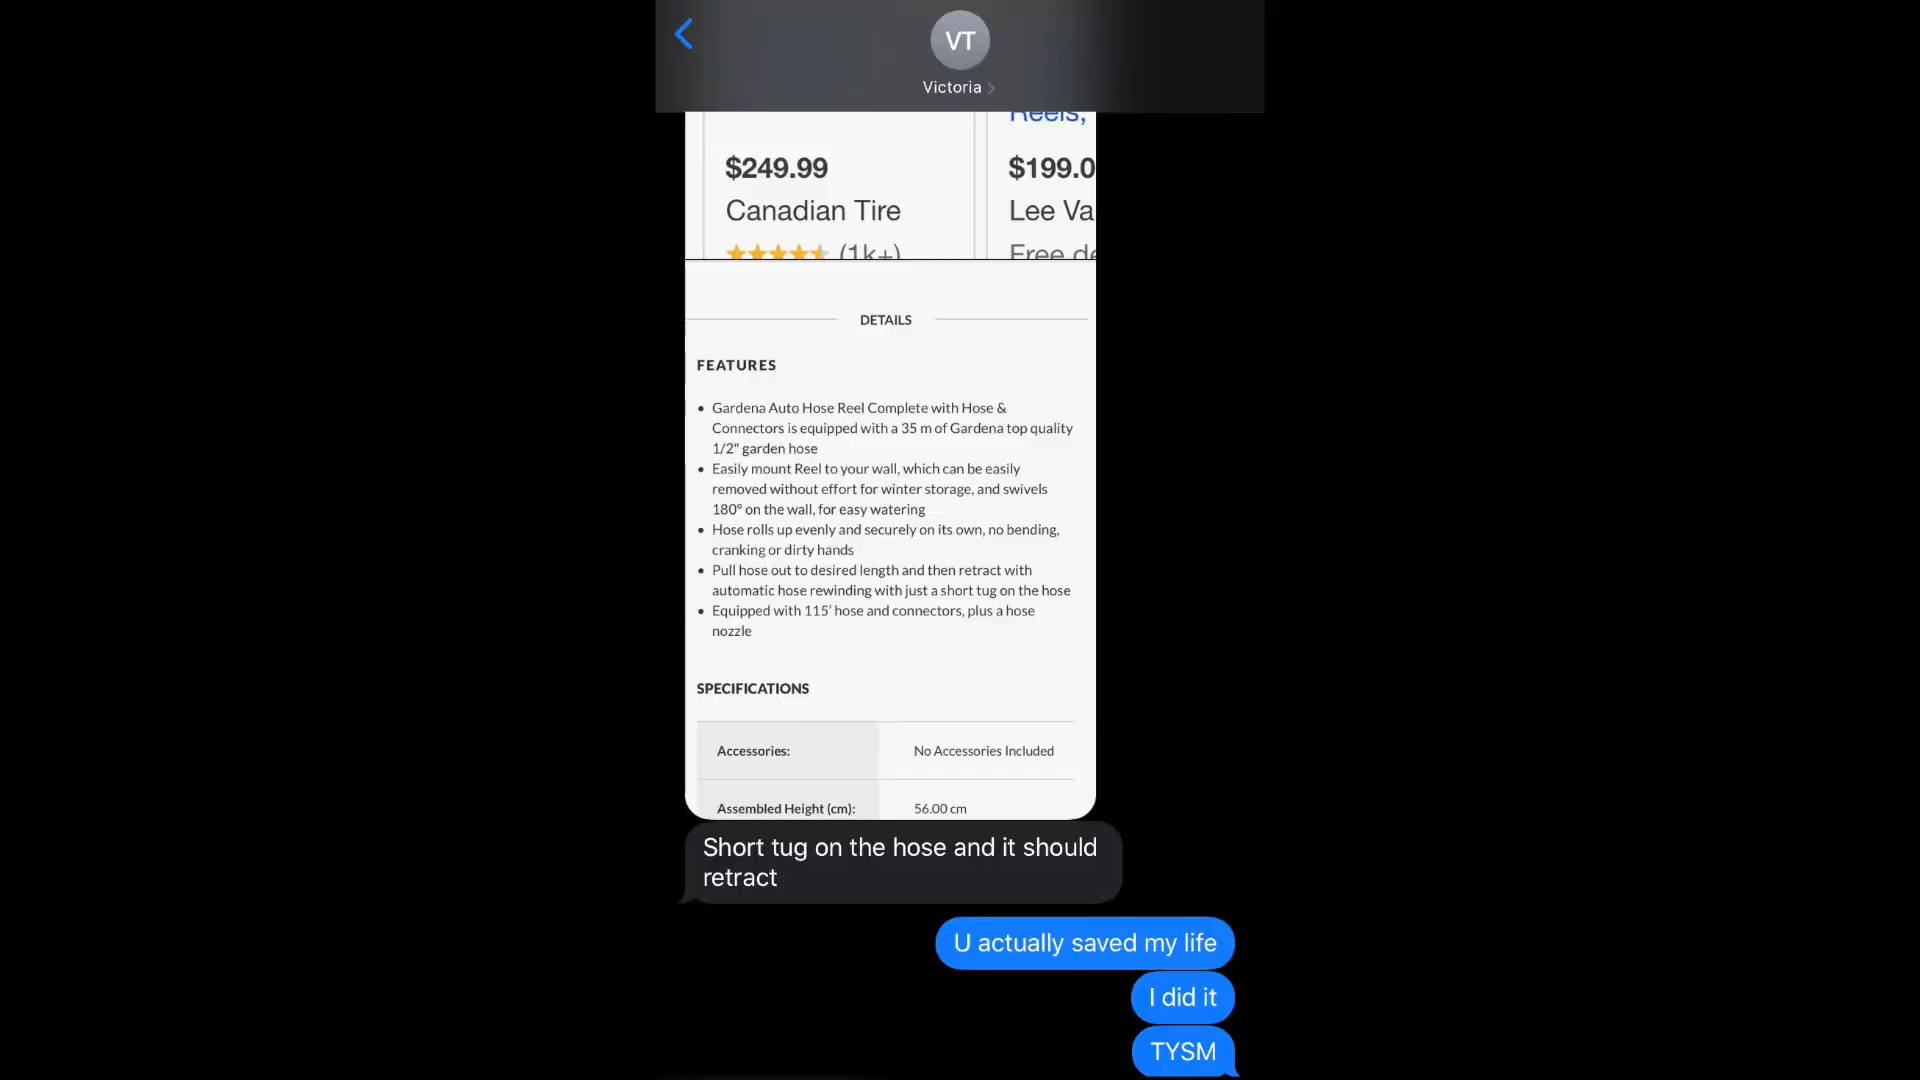 VT
Victoria
Reels,
$249.99
$199.0
Canadian Tire
Lee Va
(1k+)
Free de
DETAILS
FEATURES
• Gardena Auto Hose Reel Complete with Hose &
Connectors is equipped with a 35 m of Gardena top quality
1/2" garden hose
• Easily mount Reel to your wall, which can be easily
removed without effort for winter storage, and swivels
180° on the wall, for easy watering
• Hose rolls up evenly and securely on its own, no bending,
cranking or dirty hands
• Pull hose out to desired length and then retract with
automatic hose rewinding with just a short tug on the hose
• Equipped with 115' hose and connectors, plus a hose
nozzle
SPECIFICATIONS
Accessories: No Accessories Included
Assembled Height (cm): 56.00 cm
Short tug on the hose and it should
retract
U actually saved my life
I did it
TYSM